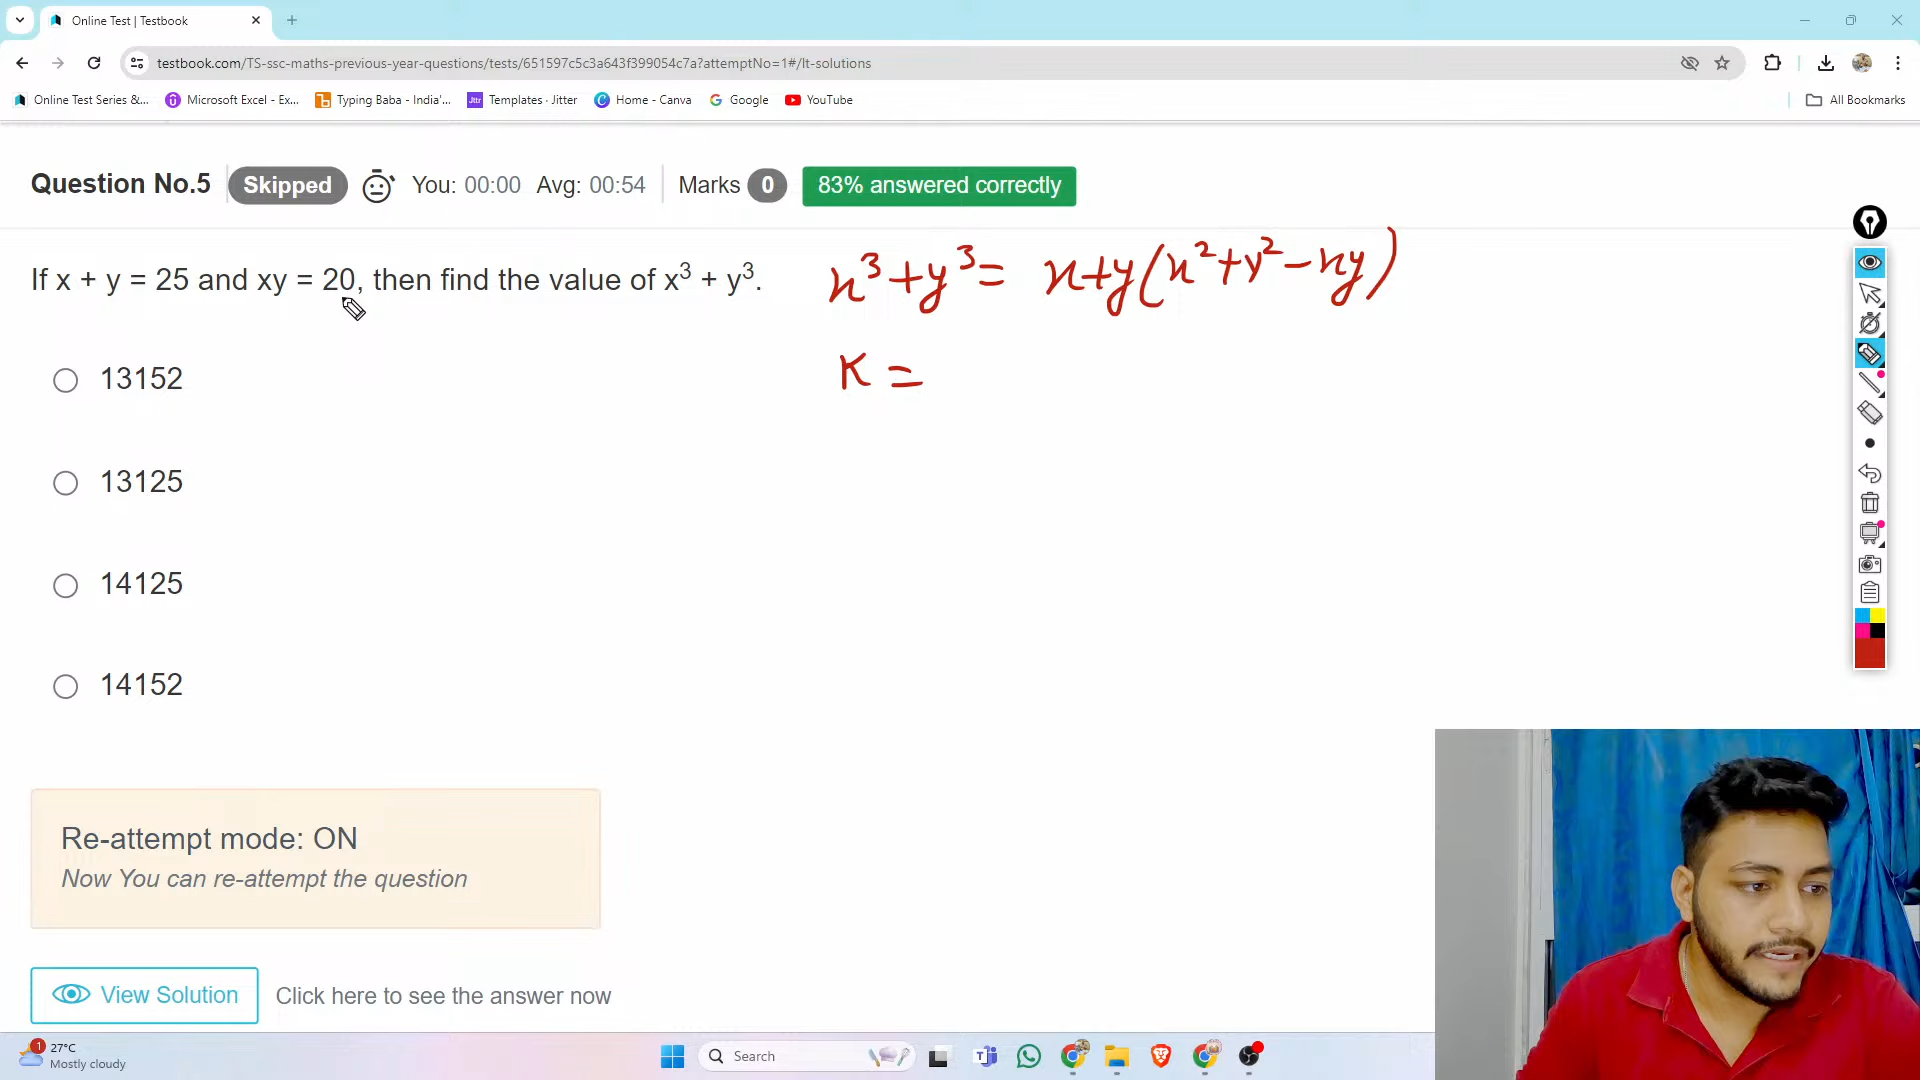 Online Test | Testbook
testbook.com/TS-ssc-maths-previous-year-questions/tests/651597c5c3a643f399054c7a?attemptNo=1#/lt-solutions
Online Test Series &... Microsoft Excel - Ex... Typing Baba - India'... Templates · Jitter Home - Canva Google YouTube All Bookmarks
Question No.5 Skipped You: 00:00 Avg: 00:54 Marks 0 83% answered correctly
If x + y = 25 and xy = 20, then find the value of x³ + y³.
x³+y³= x+y(x²+y²-xy)
K =
13152
13125
14125
14152
Re-attempt mode: ON
Now You can re-attempt the question
View Solution Click here to see the answer now
1 27°C
Mostly cloudy
Search